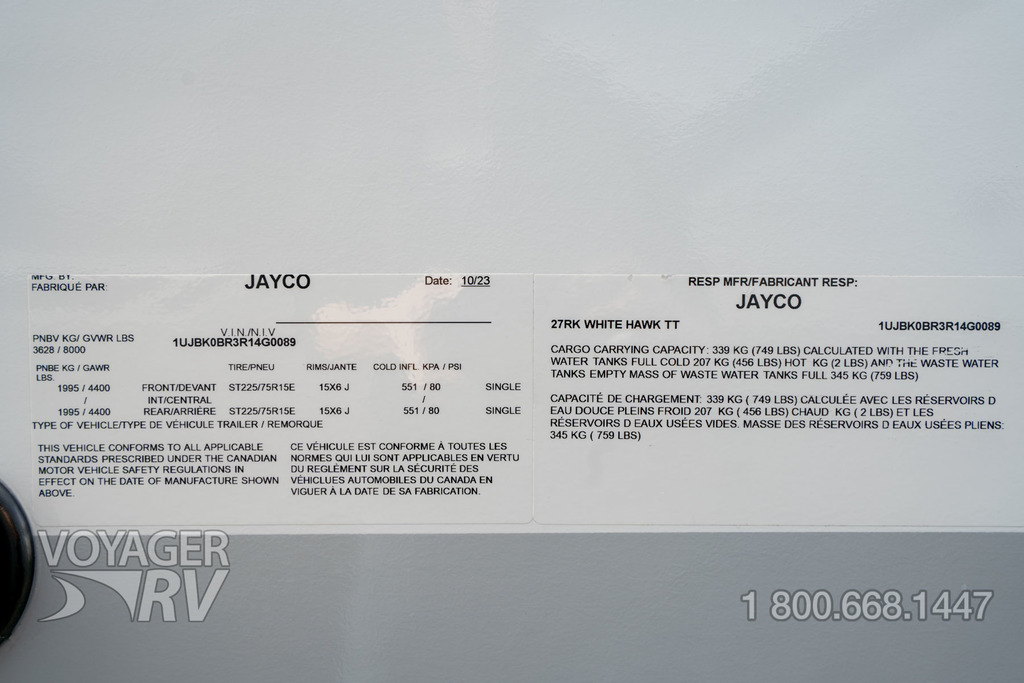 MFG. BY:
FABRIQUÉ PAR:
JAYCO
Date: 10/23
V.I.N./N.I.V
PNBV KG/ GVWR LBS
1UJBK0BR3R14G0089
3628 / 8000
PNBE KG / GAWR TIRE/PNEU RIMS/JANTE COLD INFL. KPA / PSI
LBS.
1995 / 4400 FRONT/DEVANT ST225/75R15E 15X6 J 551 / 80 SINGLE
/ INT/CENTRAL /
1995 / 4400 REAR/ARRIÈRE ST225/75R15E 15X6 J 551 / 80 SINGLE
TYPE OF VEHICLE/TYPE DE VÉHICULE TRAILER / REMORQUE
THIS VEHICLE CONFORMS TO ALL APPLICABLE
STANDARDS PRESCRIBED UNDER THE CANADIAN
MOTOR VEHICLE SAFETY REGULATIONS IN
EFFECT ON THE DATE OF MANUFACTURE SHOWN
ABOVE.
CE VÉHICULE EST CONFORME À TOUTES LES
NORMES QUI LUI SONT APPLICABLES EN VERTU
DU REGLÈMENT SUR LA SÉCURITÉ DES
VÉHICLUES AUTOMOBILES DU CANADA EN
VIGUER À LA DATE DE SA FABRICATION.
RESP MFR/FABRICANT RESP:
JAYCO
27RK WHITE HAWK TT 1UJBK0BR3R14G0089
CARGO CARRYING CAPACITY: 339 KG (749 LBS) CALCULATED WITH THE FRESH
WATER TANKS FULL COLD 207 KG (456 LBS) HOT KG (2 LBS) AND THE WASTE WATER
TANKS EMPTY MASS OF WASTE WATER TANKS FULL 345 KG (759 LBS)
CAPACITÉ DE CHARGEMENT: 339 KG ( 749 LBS) CALCULÉE AVEC LES RÉSERVOIRS D
EAU DOUCE PLEINS FROID 207 KG ( 456 LBS) CHAUD KG ( 2 LBS) ET LES
RÉSERVOIRS D EAUX USÉES VIDES. MASSE DES RÉSERVOIRS D EAUX USÉES PLIENS:
345 KG ( 759 LBS)
VOYAGER
RV
1 800.668.1447